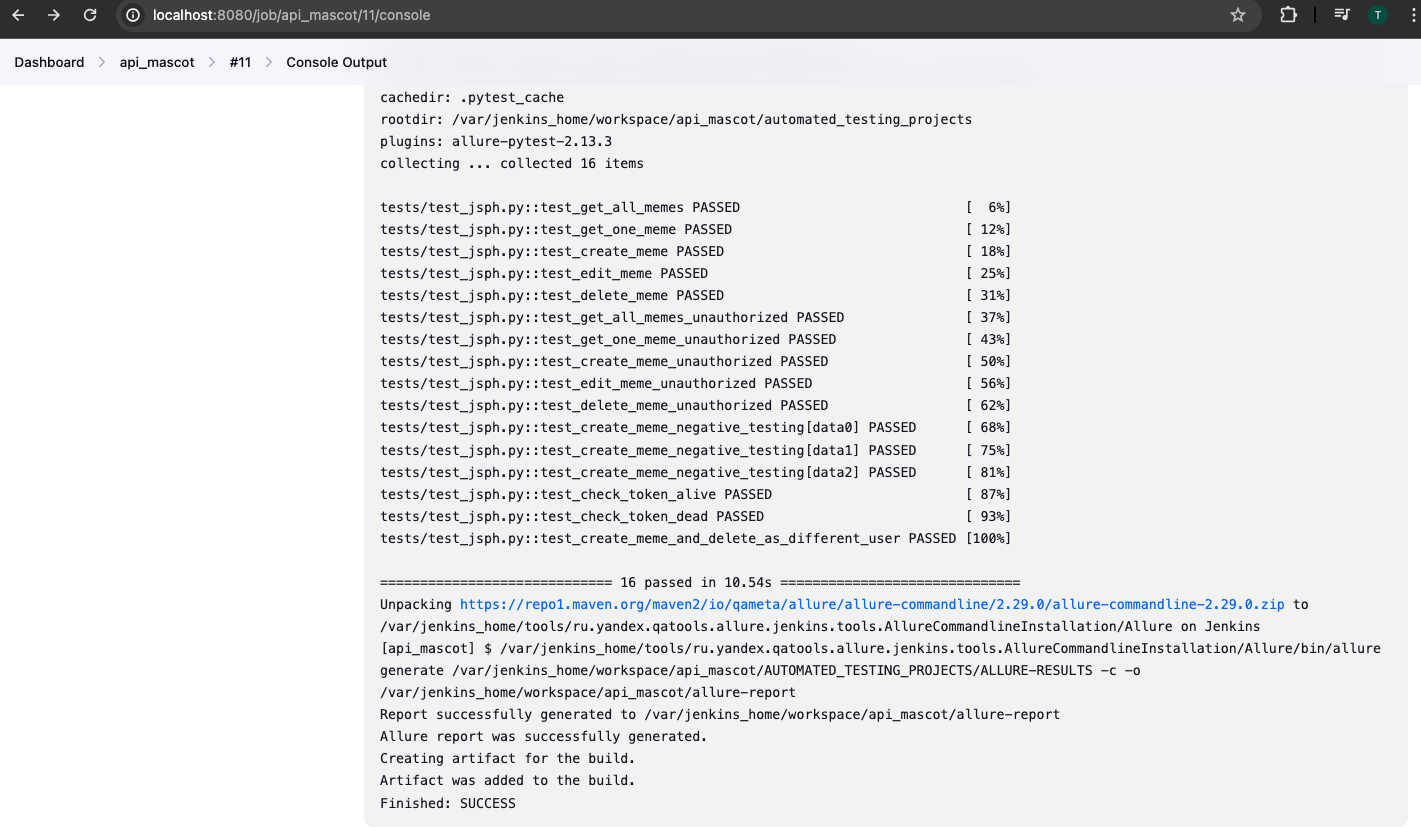 localhost:8080/job/api_mascot/11/console
T
Dashboard > api_mascot > #11 > Console Output
cachedir: .pytest_cache
rootdir: /var/jenkins_home/workspace/api_mascot/automated_testing_projects
plugins: allure-pytest-2.13.3
collecting ... collected 16 items
tests/test_jsph.py::test_get_all_memes PASSED [  6%]
tests/test_jsph.py::test_get_one_meme PASSED [ 12%]
tests/test_jsph.py::test_create_meme PASSED [ 18%]
tests/test_jsph.py::test_edit_meme PASSED [ 25%]
tests/test_jsph.py::test_delete_meme PASSED [ 31%]
tests/test_jsph.py::test_get_all_memes_unauthorized PASSED [ 37%]
tests/test_jsph.py::test_get_one_meme_unauthorized PASSED [ 43%]
tests/test_jsph.py::test_create_meme_unauthorized PASSED [ 50%]
tests/test_jsph.py::test_edit_meme_unauthorized PASSED [ 56%]
tests/test_jsph.py::test_delete_meme_unauthorized PASSED [ 62%]
tests/test_jsph.py::test_create_meme_negative_testing[data0] PASSED [ 68%]
tests/test_jsph.py::test_create_meme_negative_testing[data1] PASSED [ 75%]
tests/test_jsph.py::test_create_meme_negative_testing[data2] PASSED [ 81%]
tests/test_jsph.py::test_check_token_alive PASSED [ 87%]
tests/test_jsph.py::test_check_token_dead PASSED [ 93%]
tests/test_jsph.py::test_create_meme_and_delete_as_different_user PASSED [100%]
============================= 16 passed in 10.54s ==============================
Unpacking https://repo1.maven.org/maven2/io/qameta/allure/allure-commandline/2.29.0/allure-commandline-2.29.0.zip to
/var/jenkins_home/tools/ru.yandex.qatools.allure.jenkins.tools.AllureCommandlineInstallation/Allure on Jenkins
[api_mascot] $ /var/jenkins_home/tools/ru.yandex.qatools.allure.jenkins.tools.AllureCommandlineInstallation/Allure/bin/allure
generate /var/jenkins_home/workspace/api_mascot/AUTOMATED_TESTING_PROJECTS/ALLURE-RESULTS -c -o
/var/jenkins_home/workspace/api_mascot/allure-report
Report successfully generated to /var/jenkins_home/workspace/api_mascot/allure-report
Allure report was successfully generated.
Creating artifact for the build.
Artifact was added to the build.
Finished: SUCCESS